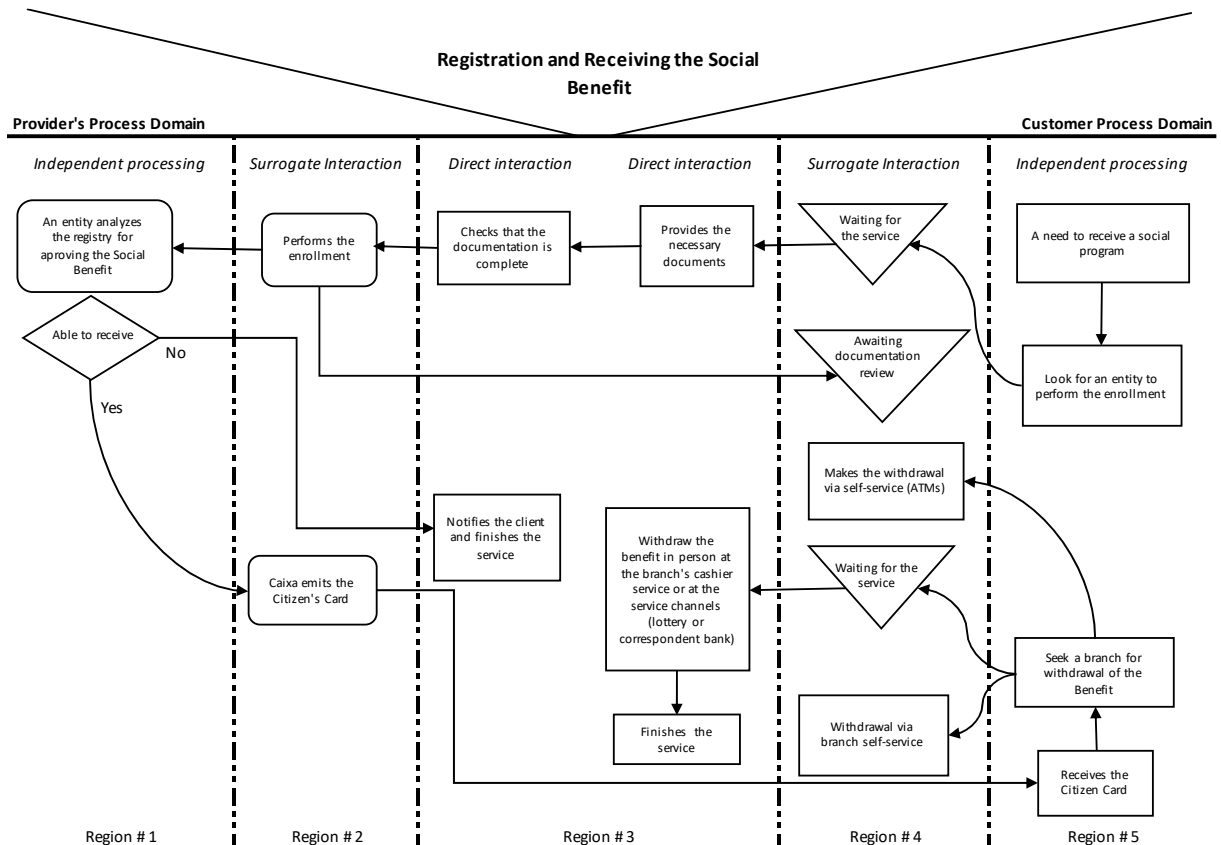 Registration and Receiving the Social
Benefit
Provider's Process Domain
Customer Process Domain
Independent processing
Surrogate Interaction
Direct interaction
Direct interaction
Surrogate Interaction
Independent processing
An entity analyzes
the registry for
aproving the Social
Benefit
Performs the
enrollment
Checks that the
documentation is
complete
Provides the
necessary
documents
Waiting for
the service
A need to receive a social
program
Able to receive
No
Yes
Awaiting
documentation
review
Look for an entity to
perform the enrollment
Makes the withdrawal
via self-service (ATMs)
Notifies the client
and finishes the
service
Withdraw the
benefit in person at
the branch's cashier
service or at the
service channels
(lottery or
correspondent bank)
Waiting for the
service
Caixa emits the
Citizen's Card
Seek a branch for
withdrawal of the
Benefit
Finishes the
service
Withdrawal via
branch self-service
Receives the
Citizen Card
Region # 1
Region # 2
Region # 3
Region # 4
Region # 5